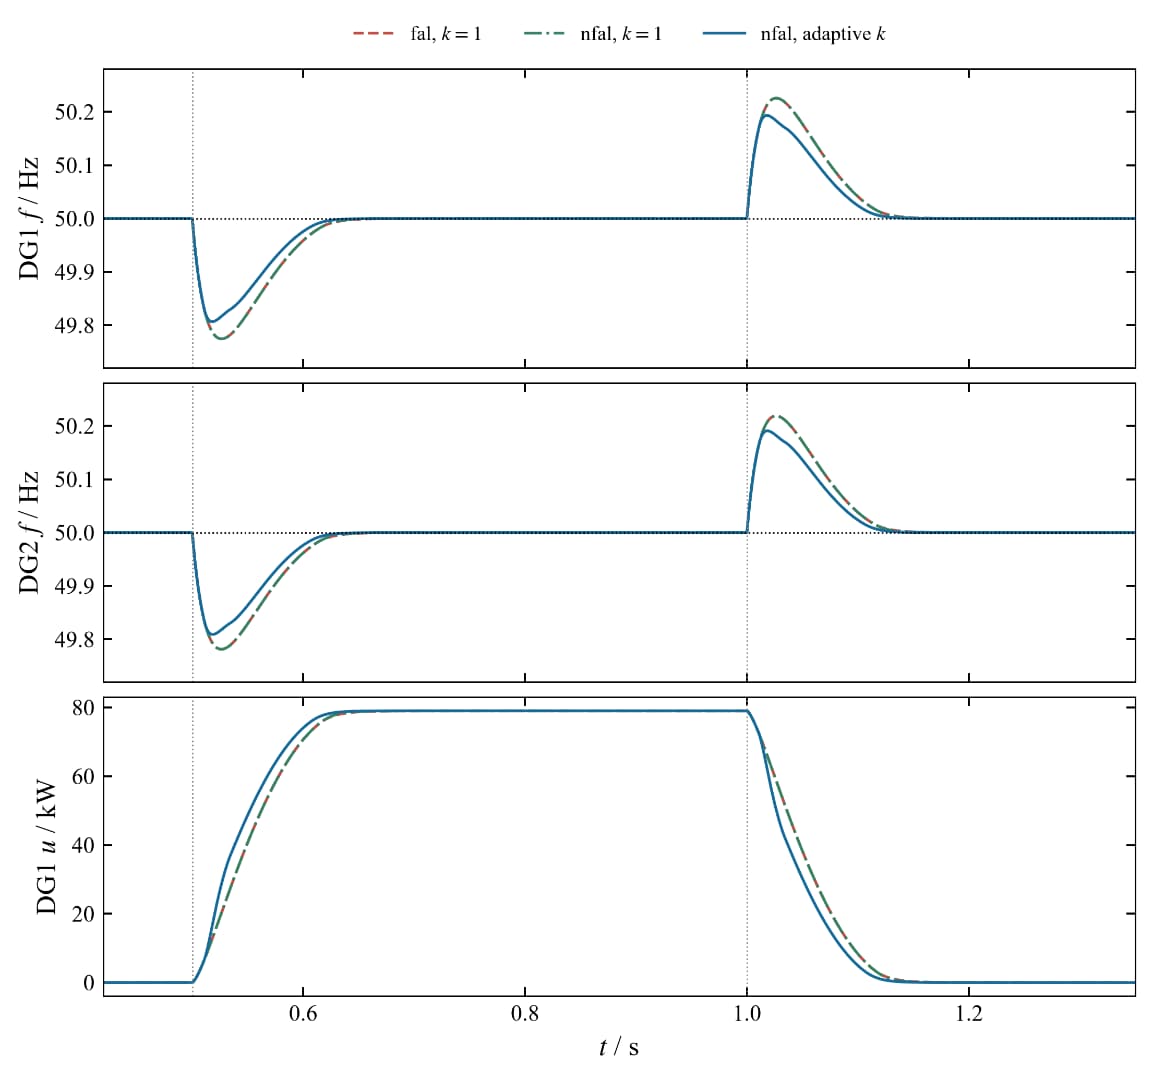 fal, k = 1
nfal, k = 1
nfal, adaptive k
DG1 f / Hz
50.2
50.1
50.0
49.9
49.8
DG2 f / Hz
50.2
50.1
50.0
49.9
49.8
DG1 u / kW
80
60
40
20
0
0.6
0.8
1.0
1.2
t / s